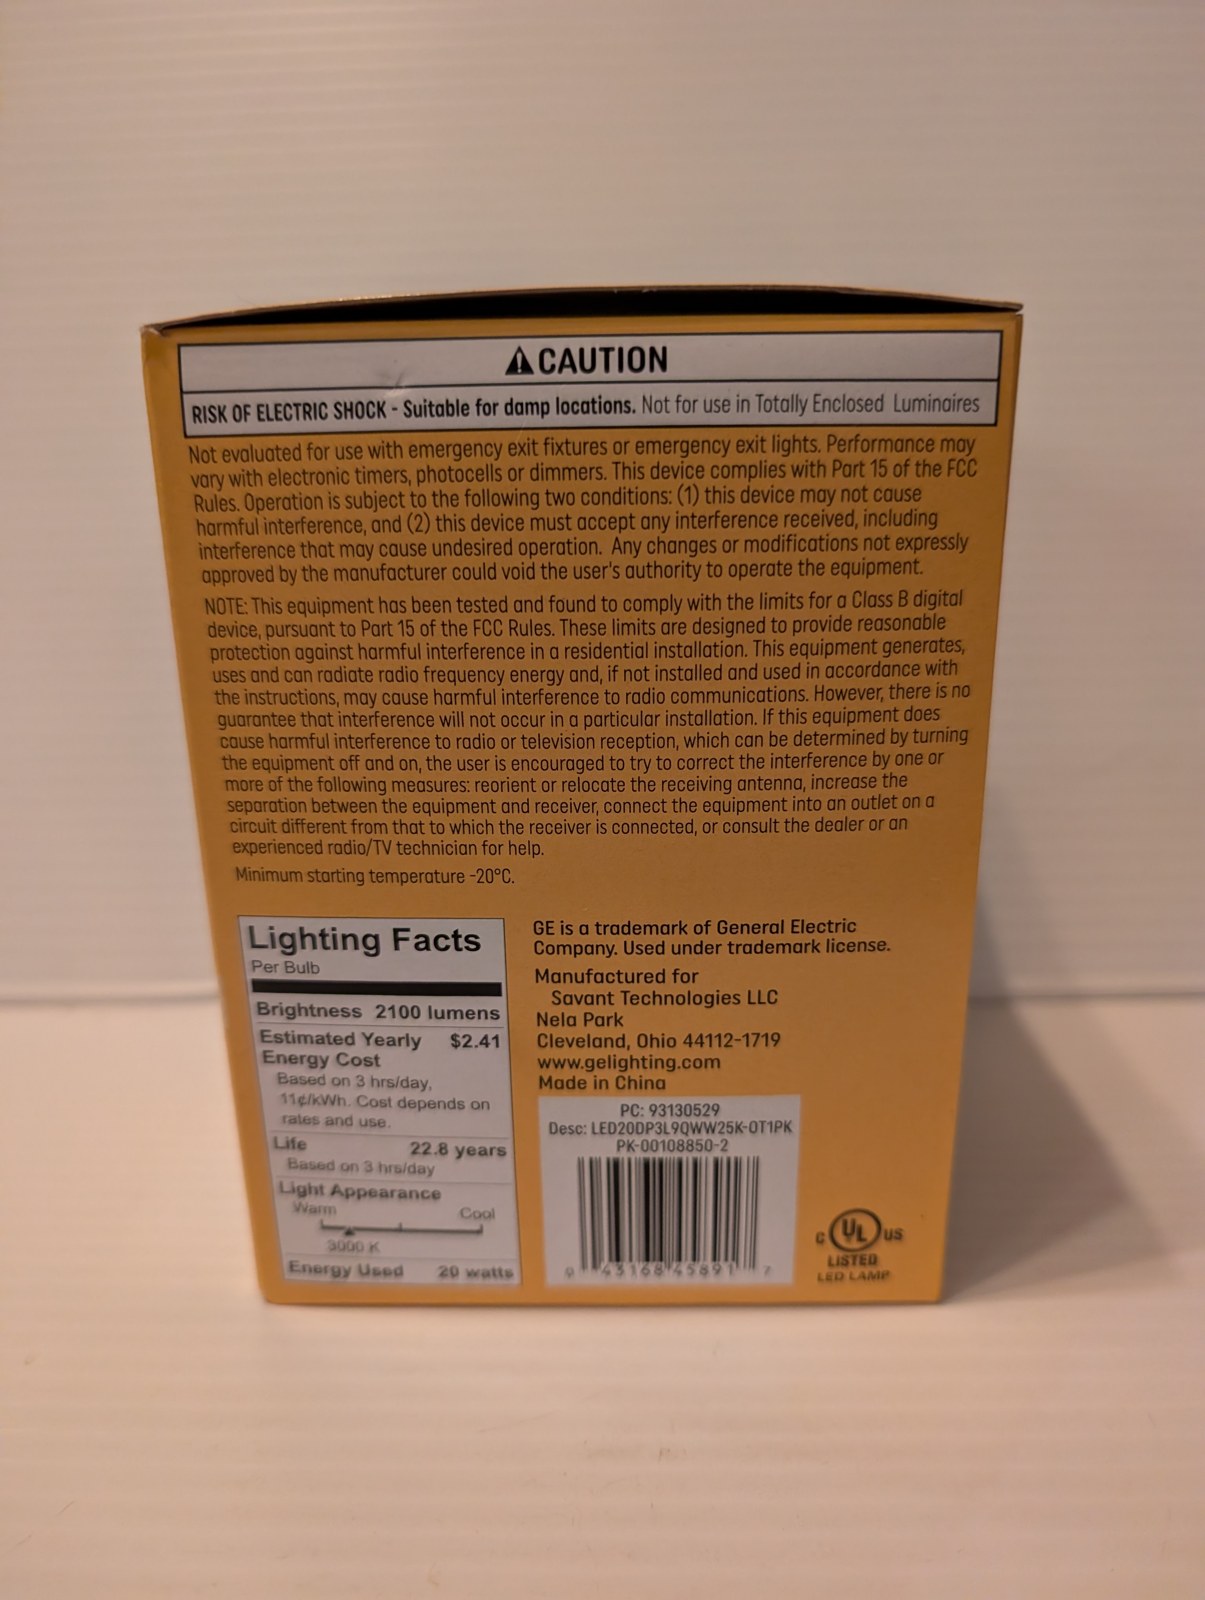 CAUTION
RISK OF ELECTRIC SHOCK - Suitable for damp locations. Not for use in Totally Enclosed Luminaires
Not evaluated for use with emergency exit fixtures or emergency exit lights. Performance may
vary with electronic timers, photocells or dimmers. This device complies with Part 15 of the FCC
Rules. Operation is subject to the following two conditions: (1) this device may not cause
harmful interference, and (2) this device must accept any interference received, including
interference that may cause undesired operation. Any changes or modifications not expressly
approved by the manufacturer could void the user's authority to operate the equipment.
NOTE: This equipment has been tested and found to comply with the limits for a Class B digital
device, pursuant to Part 15 of the FCC Rules. These limits are designed to provide reasonable
protection against harmful interference in a residential installation. This equipment generates,
uses and can radiate radio frequency energy and, if not installed and used in accordance with
the instructions, may cause harmful interference to radio communications. However, there is no
guarantee that interference will not occur in a particular installation. If this equipment does
cause harmful interference to radio or television reception, which can be determined by turning
the equipment off and on, the user is encouraged to try to correct the interference by one or
more of the following measures: reorient or relocate the receiving antenna, increase the
separation between the equipment and receiver, connect the equipment into an outlet on a
circuit different from that to which the receiver is connected, or consult the dealer or an
experienced radio/TV technician for help.
Minimum starting temperature -20°C.
Lighting Facts
Per Bulb
Brightness 2100 lumens
Estimated Yearly $2.41
Energy Cost
Based on 3 hrs/day,
11¢/kWh. Cost depends on
rates and use.
Life 22.8 years
Based on 3 hrs/day
Light Appearance
Warm Cool
3000 K
Energy Used 20 watts
GE is a trademark of General Electric
Company. Used under trademark license.
Manufactured for
Savant Technologies LLC
Nela Park
Cleveland, Ohio 44112-1719
www.gelighting.com
Made in China
PC: 93130529
Desc: LED20DP3L9QWW25K-OT1PK
PK-00108850-2
0 43168 45891 7
C UL US
LISTED
LED LAMP